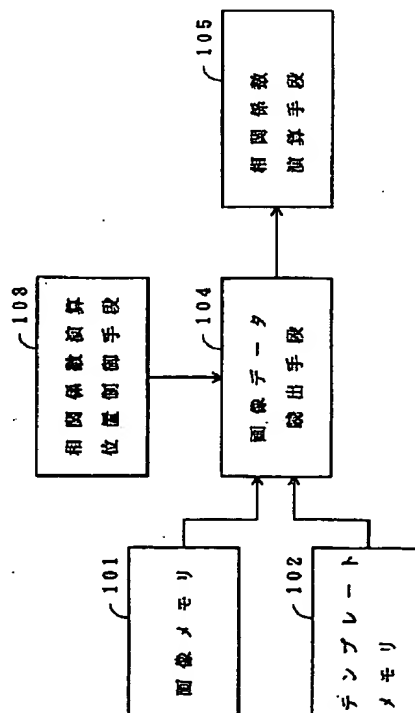 101
画像メモリ
102
テンプレート
メモリ
103
相関係数演算
位置制御手段
104
画像データ
読出手段
105
相関係数
演算手段